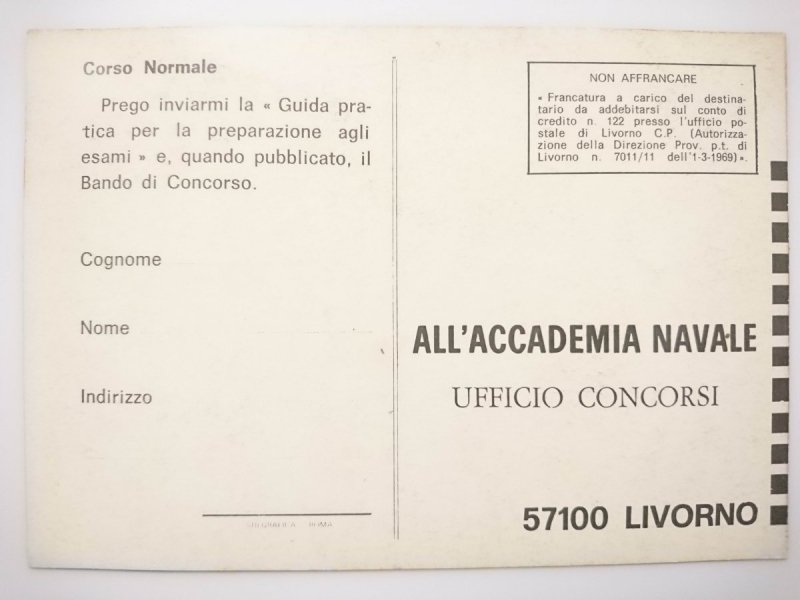 Corso Normale
Prego inviarmi la « Guida pra-
tica per la preparazione agli
esami » e, quando pubblicato, il
Bando di Concorso.
Cognome
Nome
Indirizzo
ROMA
NON AFFRANCARE
« Francatura a carico del destina-
tario da addebitarsi sul conto di
credito n. 122 presso l'ufficio po-
stale di Livorno C.P. (Autorizza-
zione della Direzione Prov. p.t. di
Livorno n. 7011/11 dell'1-3-1969) ».
ALL'ACCADEMIA NAVALE
UFFICIO CONCORSI
57100 LIVORNO